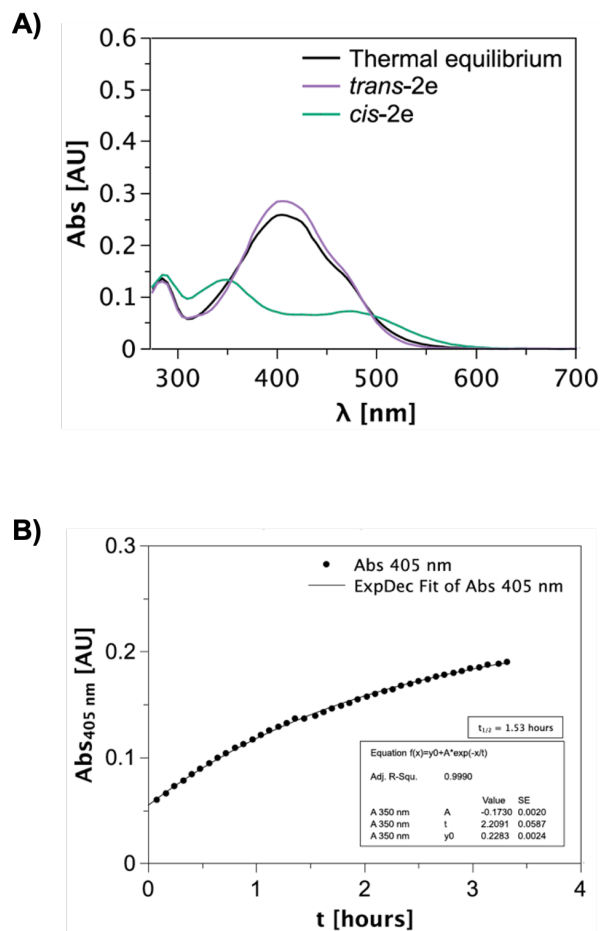 A)
0.6
0.5
0.4
0.3
0.2
0.1
0
Abs [AU]
Thermal equilibrium
trans-2e
cis-2e
300 400 500 600 700
λ [nm]
B)
0.3
0.2
0.1
0
Abs405 nm [AU]
Abs 405 nm
ExpDec Fit of Abs 405 nm
t1/2 = 1.53 hours
Equation f(x)=y0+A*exp(-x/t)
Adj. R-Squ. 0.9990
Value SE
A 350 nm A -0.1730 0.0020
A 350 nm t 2.2091 0.0587
A 350 nm y0 0.2283 0.0024
0 1 2 3 4
t [hours]